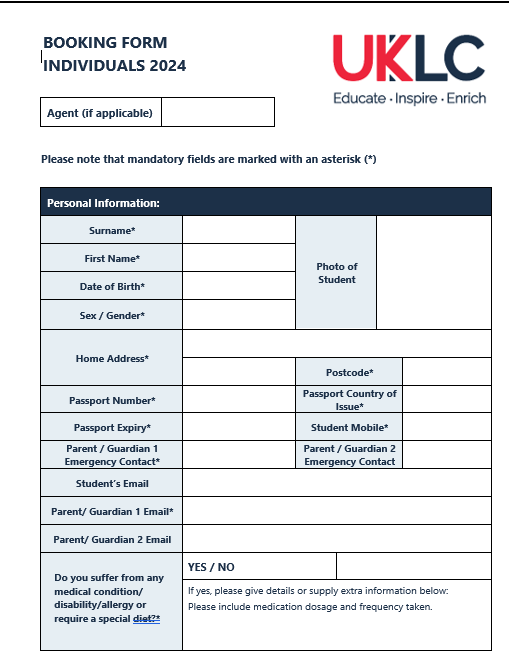 BOOKING FORM
INDIVIDUALS 2024
UKLC
Educate · Inspire · Enrich
Agent (if applicable)
Please note that mandatory fields are marked with an asterisk (*)
Personal Information:
Surname*
First Name*
Date of Birth*
Sex / Gender*
Photo of
Student
Home Address*
Postcode*
Passport Number*
Passport Country of
Issue*
Passport Expiry*
Student Mobile*
Parent / Guardian 1
Emergency Contact*
Parent / Guardian 2
Emergency Contact
Student's Email
Parent/ Guardian 1 Email*
Parent/ Guardian 2 Email
Do you suffer from any
medical condition/
disability/allergy or
require a special diet?*
YES / NO
If yes, please give details or supply extra information below:
Please include medication dosage and frequency taken.